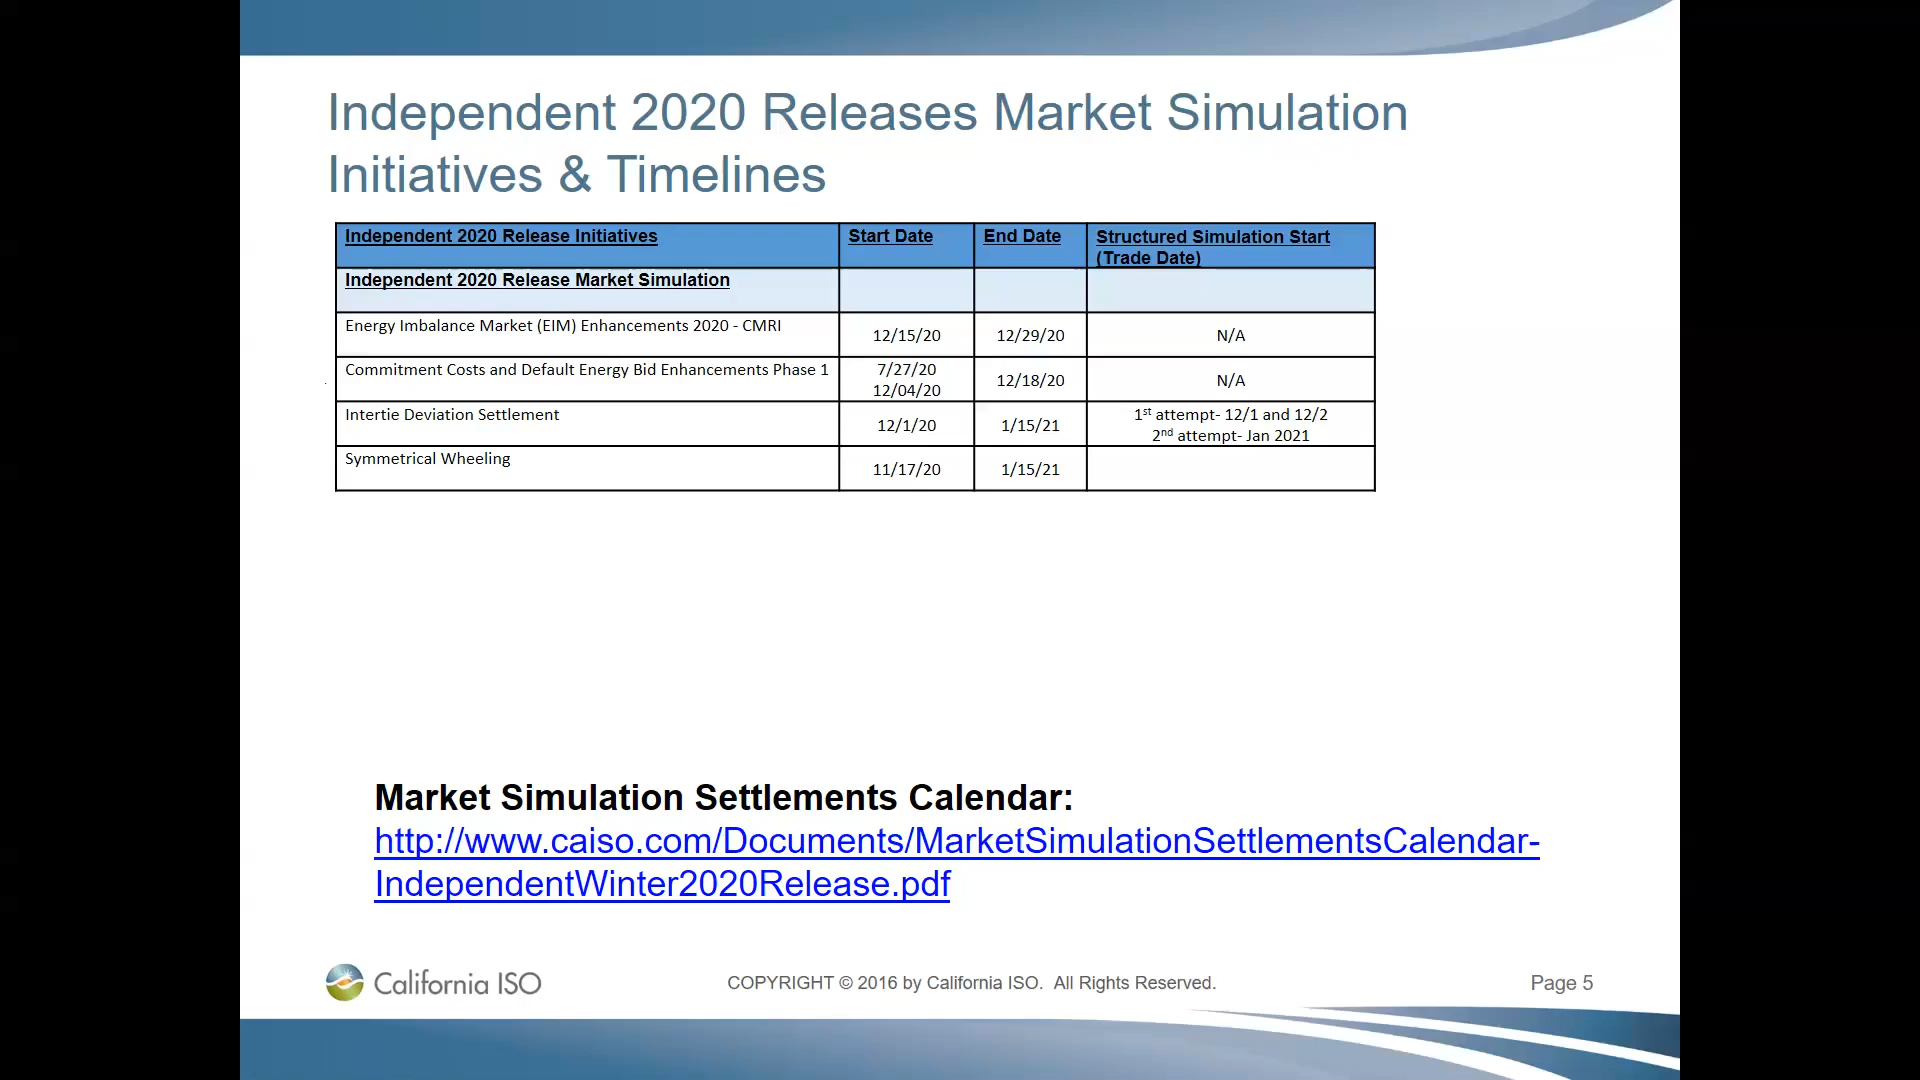 Independent 2020 Releases Market Simulation
Initiatives & Timelines
Independent 2020 Release Initiatives Start Date End Date Structured Simulation Start
(Trade Date)
Independent 2020 Release Market Simulation
Energy Imbalance Market (EIM) Enhancements 2020 - CMRI 12/15/20 12/29/20 N/A
Commitment Costs and Default Energy Bid Enhancements Phase 1 7/27/20
12/04/20 12/18/20 N/A
Intertie Deviation Settlement 12/1/20 1/15/21 1st attempt- 12/1 and 12/2
2nd attempt- Jan 2021
Symmetrical Wheeling 11/17/20 1/15/21
Market Simulation Settlements Calendar:
http://www.caiso.com/Documents/MarketSimulationSettlementsCalendar-
IndependentWinter2020Release.pdf
California ISO COPYRIGHT © 2016 by California ISO. All Rights Reserved. Page 5